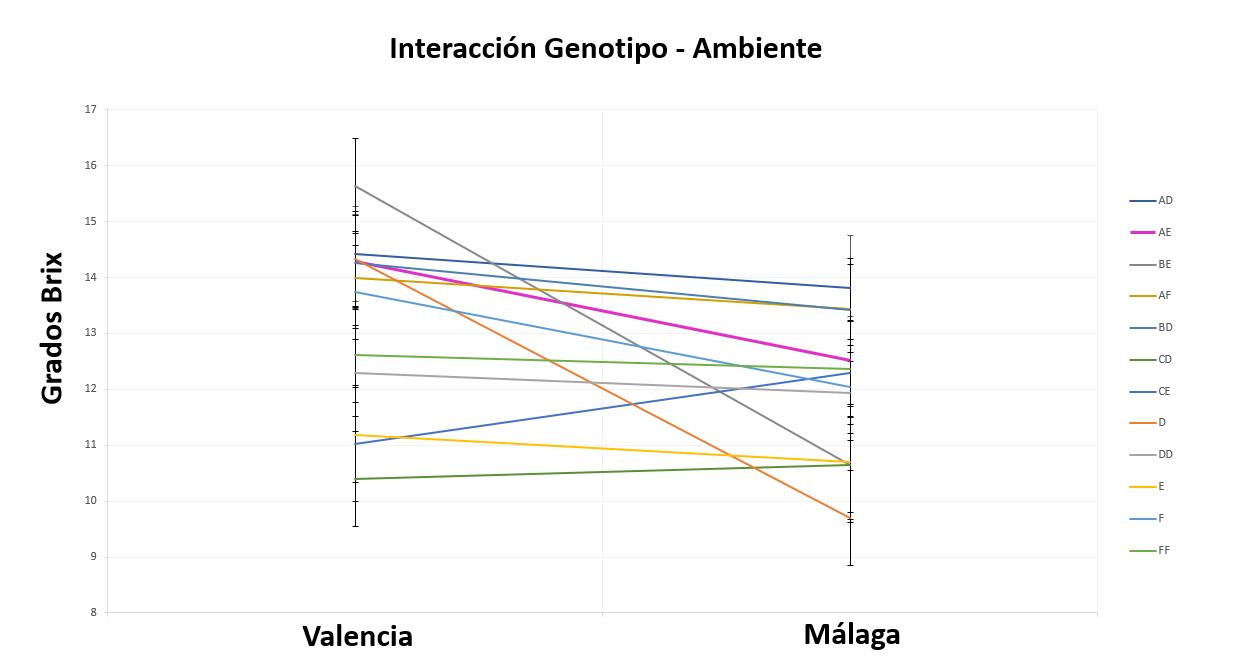 Interacción Genotipo - Ambiente
Grados Brix
17
16
15
14
13
12
11
10
9
8
Valencia
Málaga
AD
AE
BE
AF
BD
CD
CE
D
DD
E
F
FF